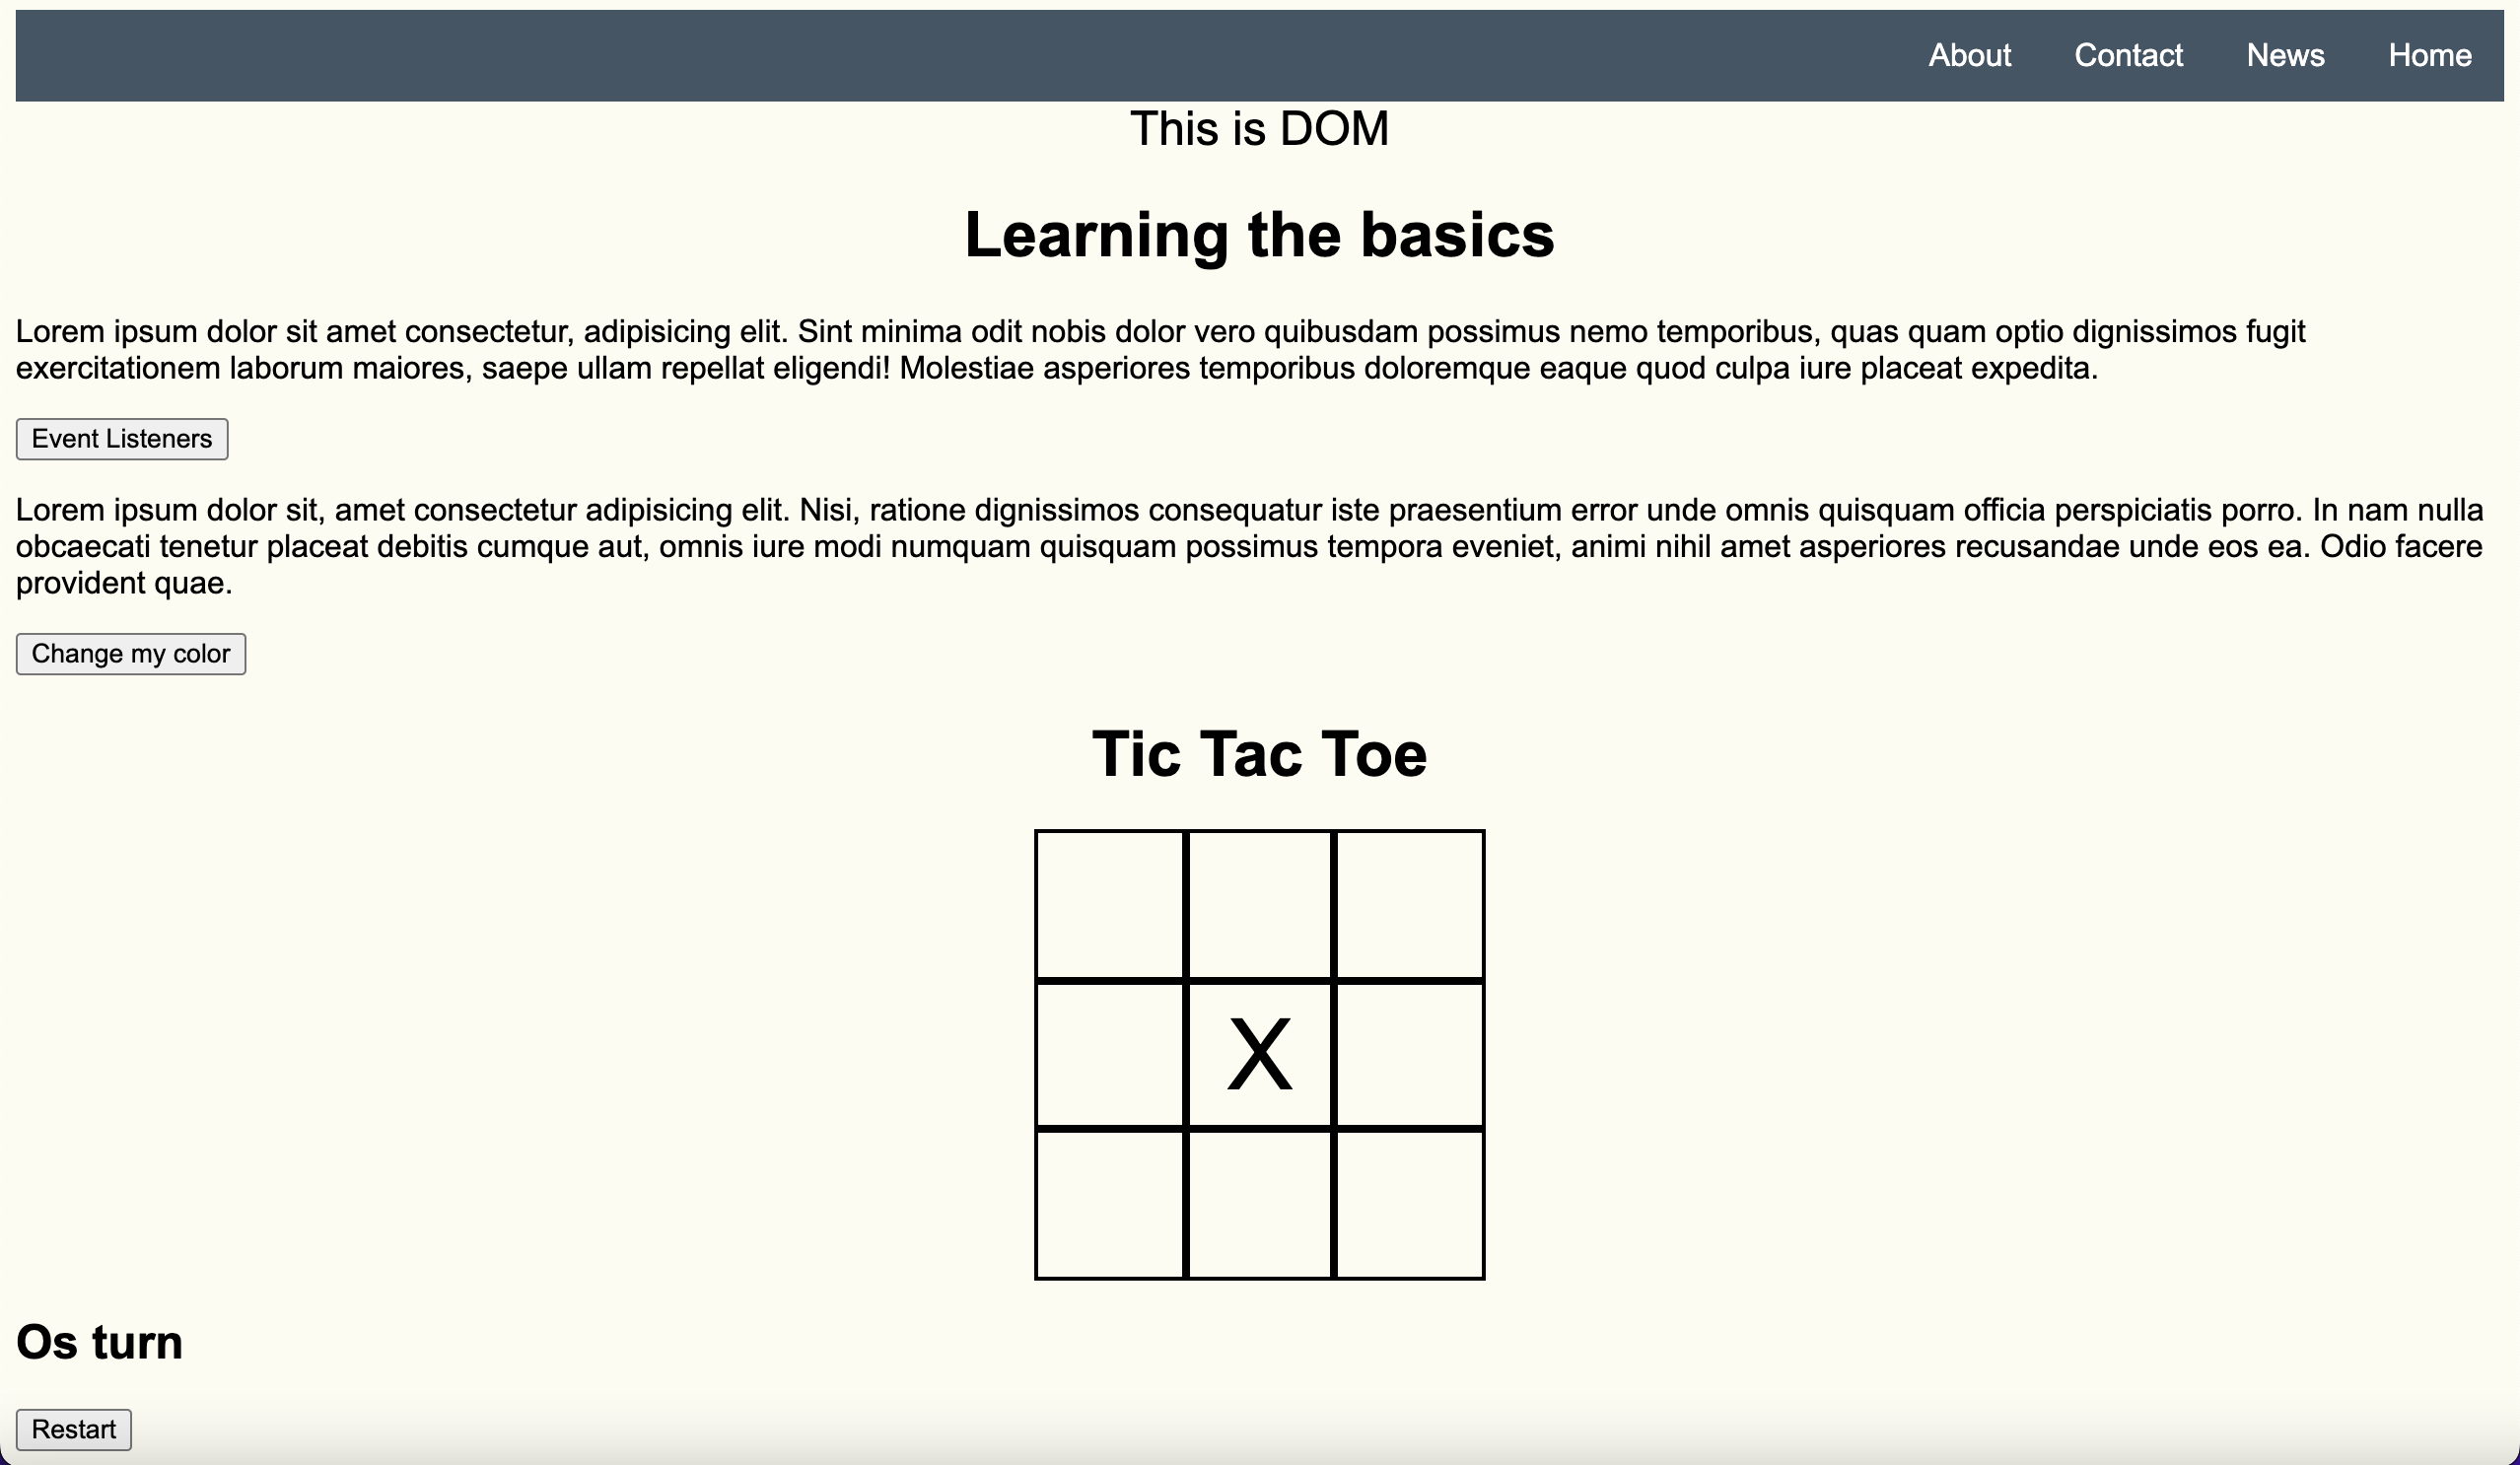 About Contact News Home
This is DOM
Learning the basics
Lorem ipsum dolor sit amet consectetur, adipisicing elit. Sint minima odit nobis dolor vero quibusdam possimus nemo temporibus, quas quam optio dignissimos fugit
exercitationem laborum maiores, saepe ullam repellat eligendi! Molestiae asperiores temporibus doloremque eaque quod culpa iure placeat expedita.
Event Listeners
Lorem ipsum dolor sit, amet consectetur adipisicing elit. Nisi, ratione dignissimos consequatur iste praesentium error unde omnis quisquam officia perspiciatis porro. In nam nulla
obcaecati tenetur placeat debitis cumque aut, omnis iure modi numquam quisquam possimus tempora eveniet, animi nihil amet asperiores recusandae unde eos ea. Odio facere
provident quae.
Change my color
Tic Tac Toe
X
Os turn
Restart